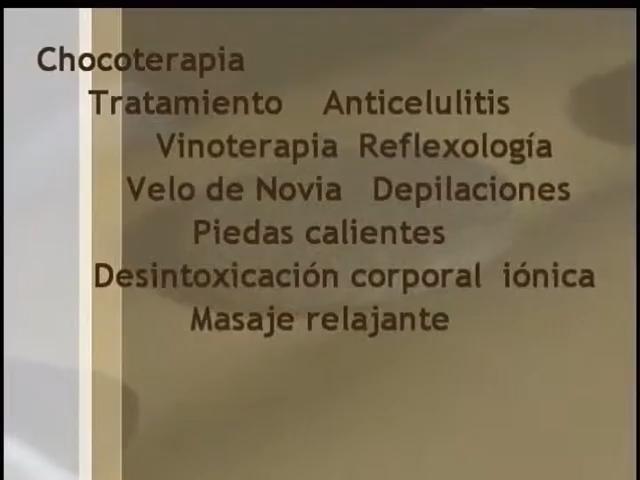 Chocoterapia
Tratamiento Anticelulitis
Vinoterapia Reflexología
Velo de Novia Depilaciones
Piedas calientes
Desintoxicación corporal iónica
Masaje relajante